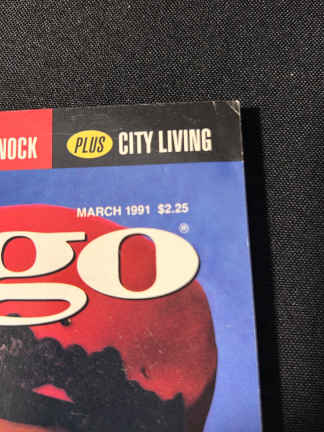 NOCK
PLUS CITY LIVING
MARCH 1991 $2.25
go®